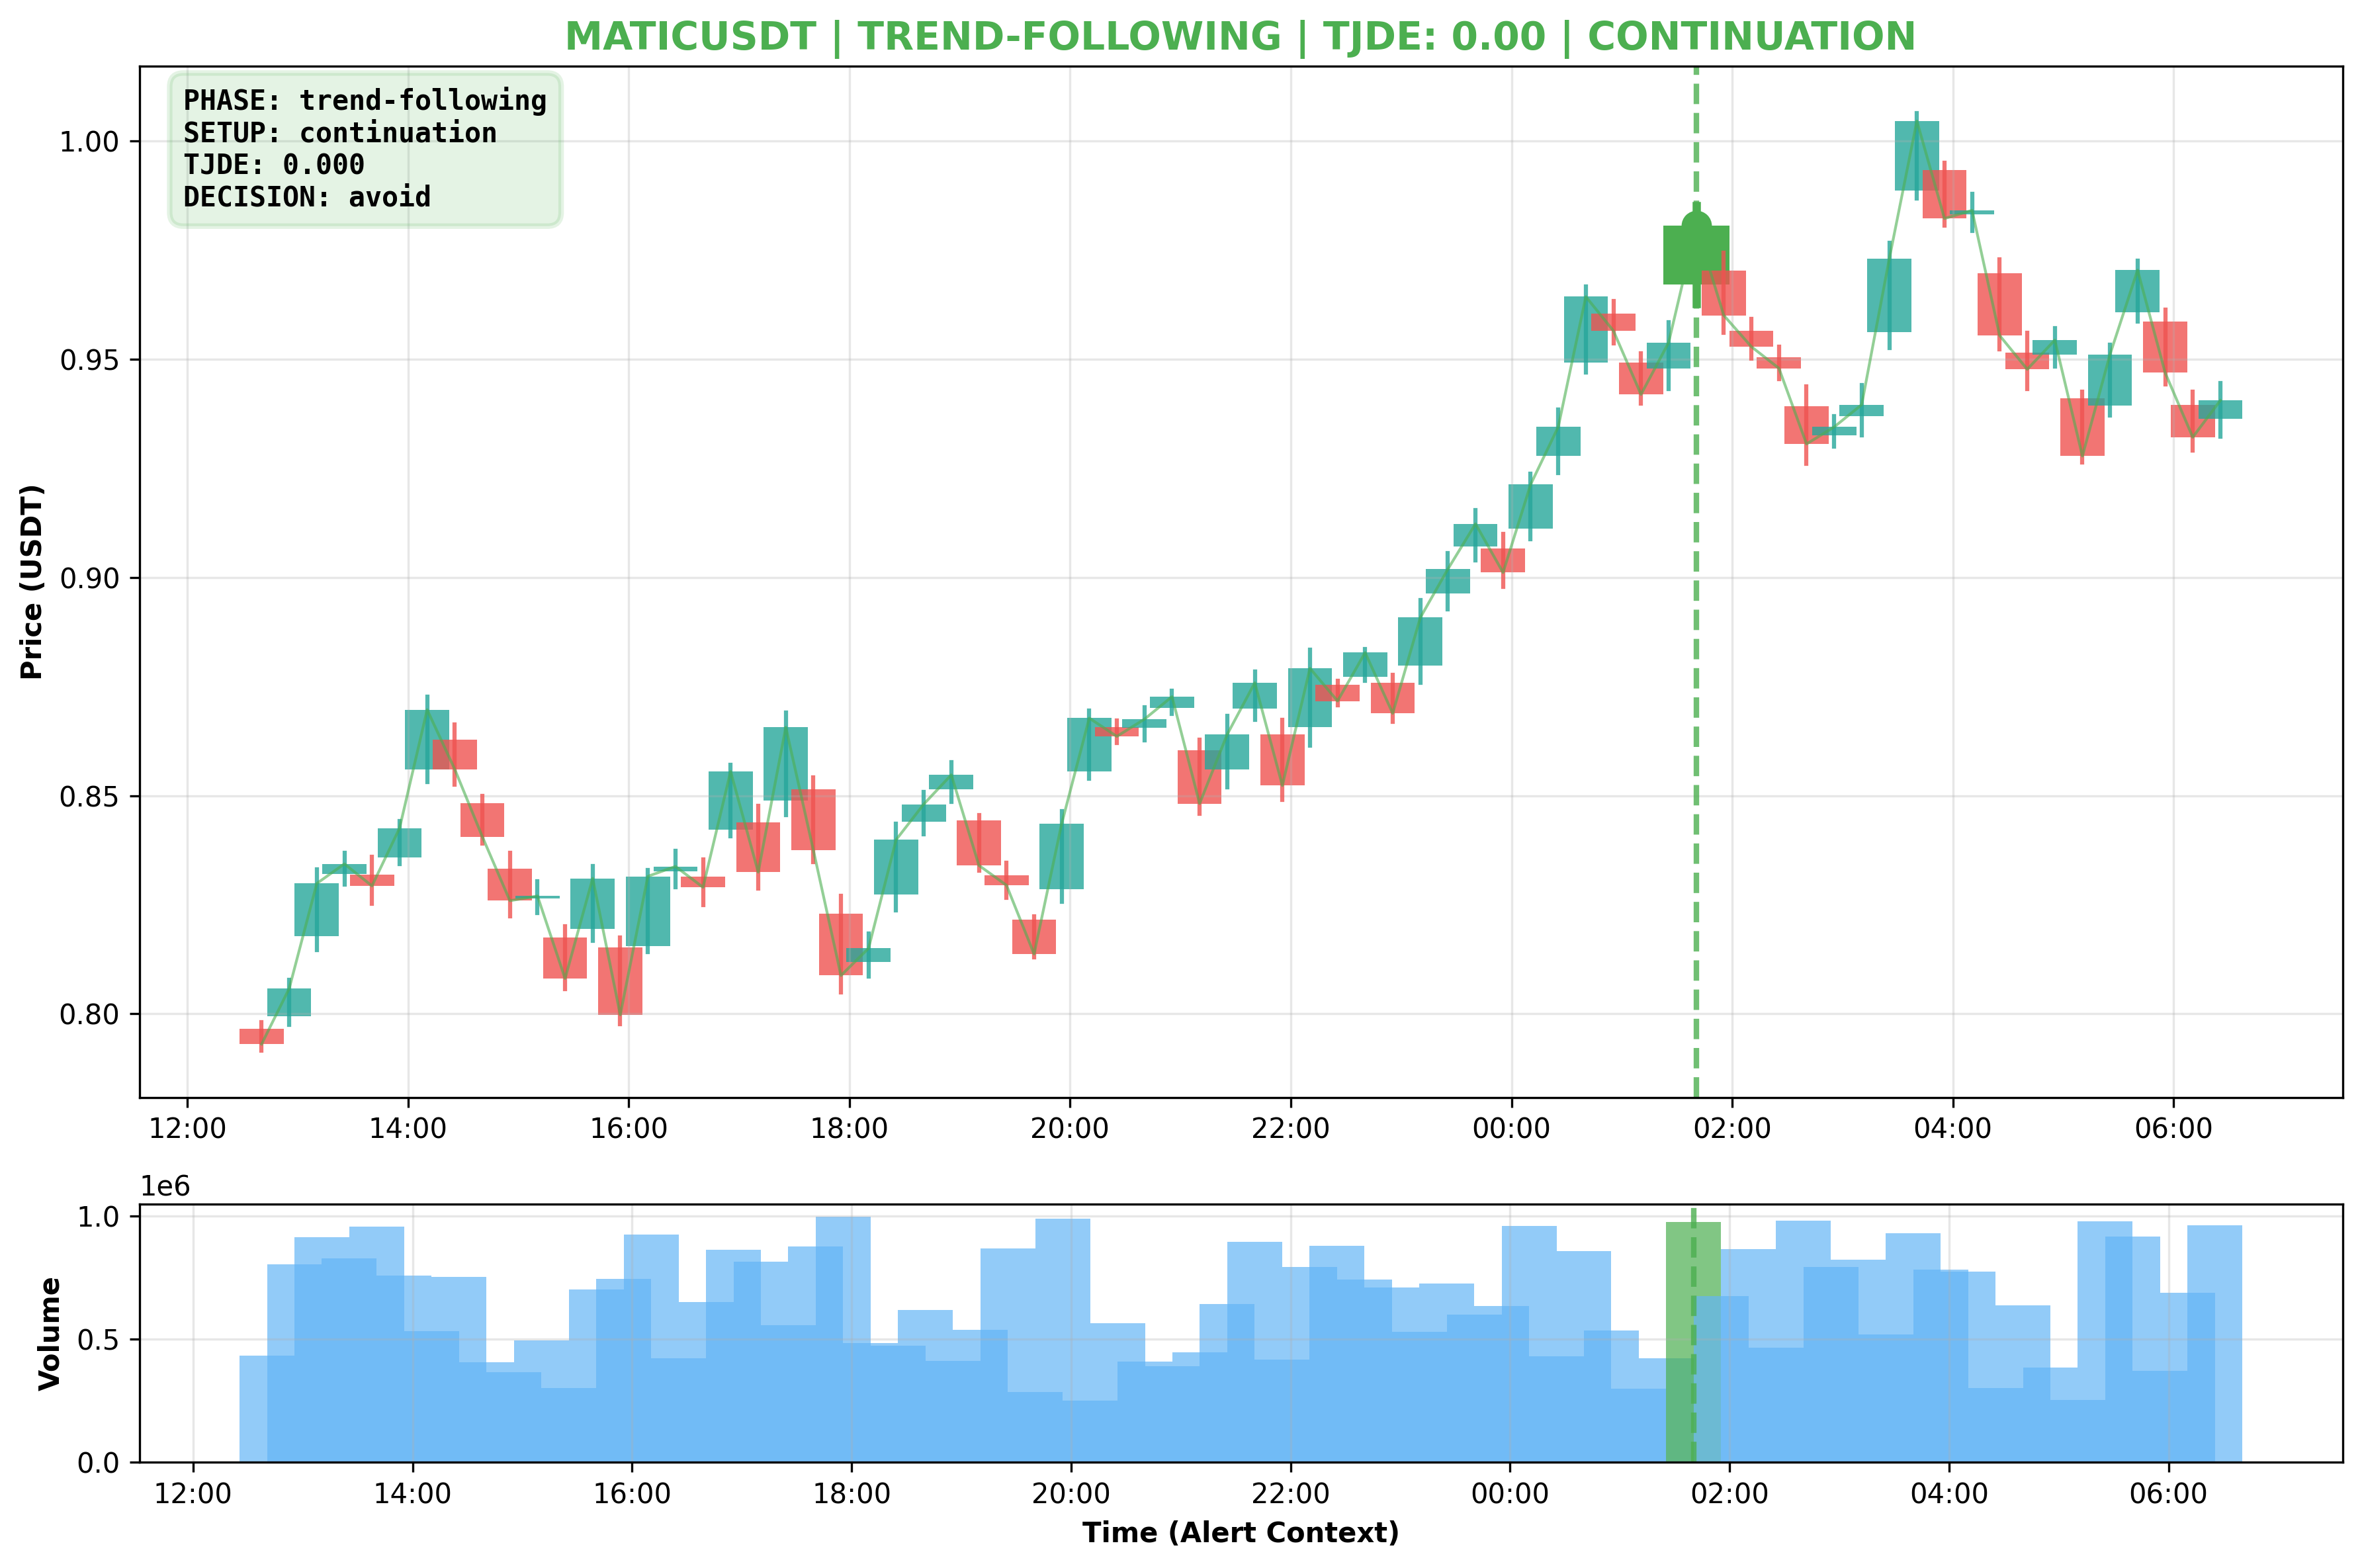 MATICUSDT | TREND-FOLLOWING | TJDE: 0.00 | CONTINUATION
PHASE: trend-following
SETUP: continuation
TJDE: 0.000
DECISION: avoid
Price (USDT)
1.00
0.95
0.90
0.85
0.80
12:00 14:00 16:00 18:00 20:00 22:00 00:00 02:00 04:00 06:00
1e6
Volume
1.0
0.5
0.0
12:00 14:00 16:00 18:00 20:00 22:00 00:00 02:00 04:00 06:00
Time (Alert Context)